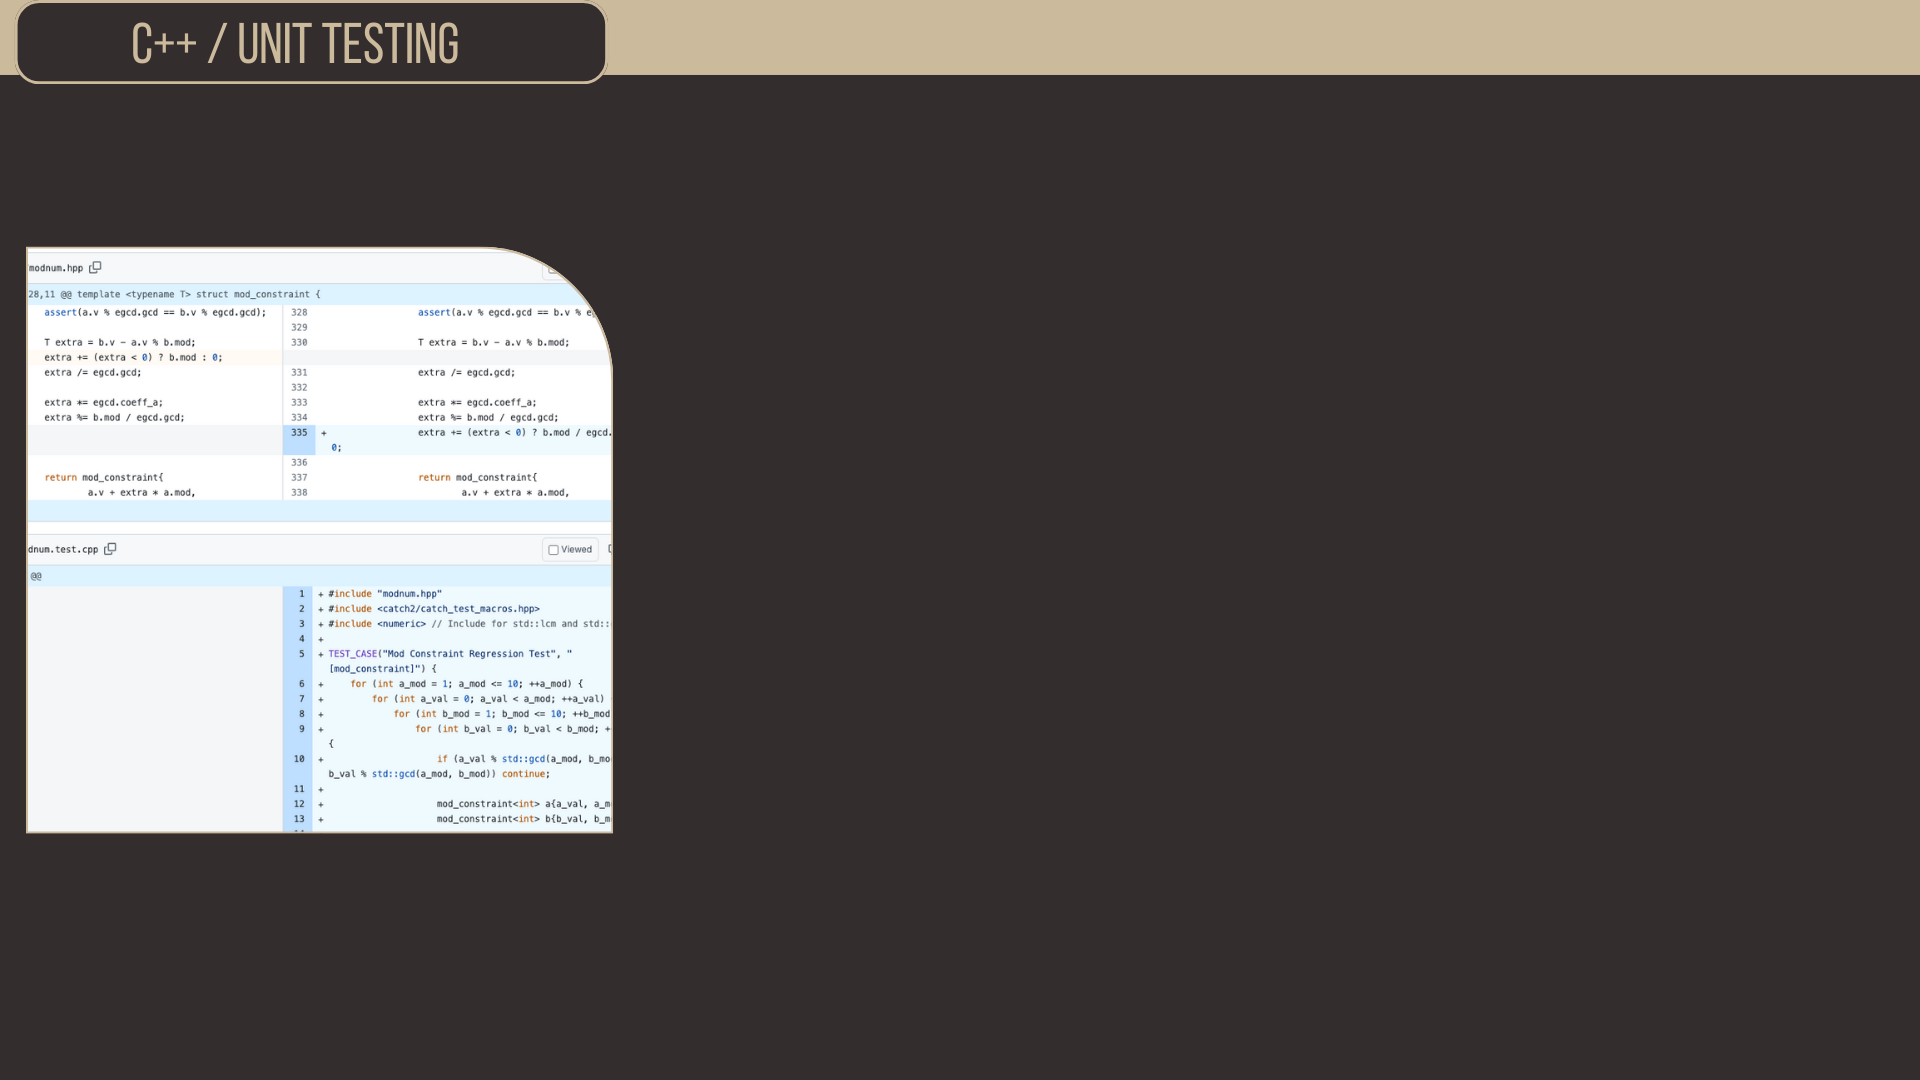 C++ / UNIT TESTING
modnum.hpp
28,11 @@ template <typename T> struct mod_constraint {
assert(a.v % egcd.gcd == b.v % egcd.gcd); 328 assert(a.v % egcd.gcd == b.v %
329
T extra = b.v - a.v % b.mod; 330 T extra = b.v - a.v % b.mod;
extra += (extra < 0) ? b.mod : 0;
extra /= egcd.gcd; 331 extra /= egcd.gcd;
332
extra *= egcd.coeff_a; 333 extra *= egcd.coeff_a;
extra %= b.mod / egcd.gcd; 334 extra %= b.mod / egcd.gcd;
335 + extra += (extra < 0) ? b.mod / egcd.
0;
336
return mod_constraint{ 337 return mod_constraint{
a.v + extra * a.mod, 338 a.v + extra * a.mod,
dnum.test.cpp Viewed
@@
1 + #include "modnum.hpp"
2 + #include <catch2/catch_test_macros.hpp>
3 + #include <numeric> // Include for std::lcm and std::
4 +
5 + TEST_CASE("Mod Constraint Regression Test", "
[mod_constraint]") {
6 + for (int a_mod = 1; a_mod <= 10; ++a_mod) {
7 + for (int a_val = 0; a_val < a_mod; ++a_val)
8 + for (int b_mod = 1; b_mod <= 10; ++b_mod
9 + for (int b_val = 0; b_val < b_mod; +
{
10 + if (a_val % std::gcd(a_mod, b_mo
b_val % std::gcd(a_mod, b_mod)) continue;
11 +
12 + mod_constraint<int> a{a_val, a_m
13 + mod_constraint<int> b{b_val, b_m